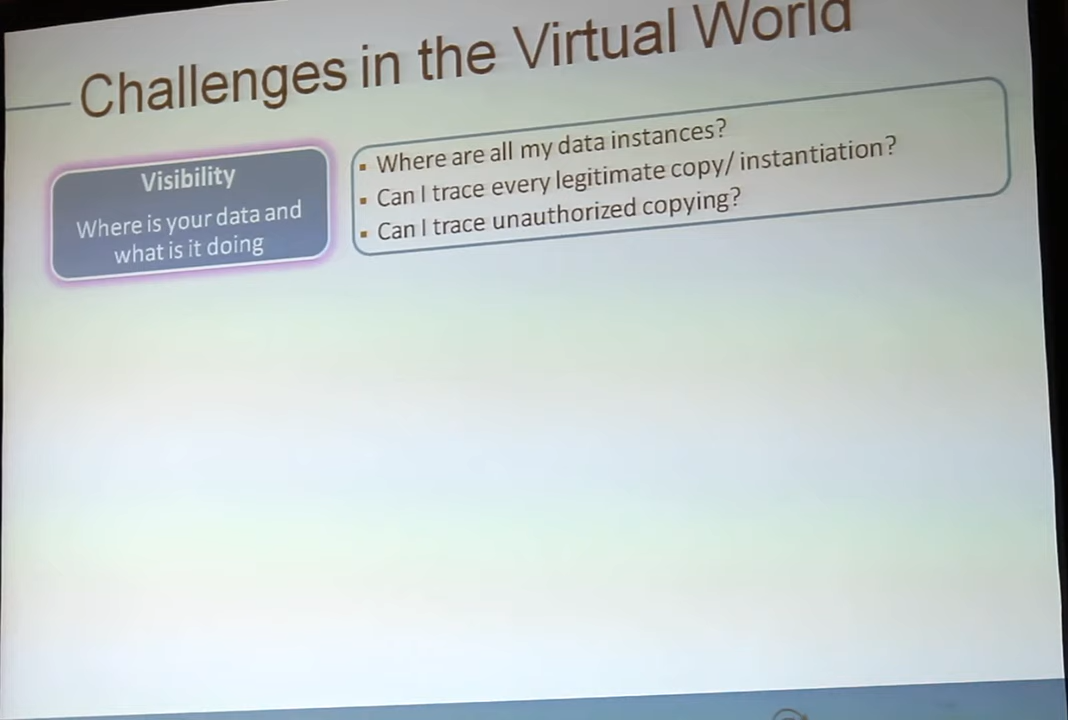 Challenges in the Virtual World
Visibility
Where is your data and
what is it doing
▪ Where are all my data instances?
▪ Can I trace every legitimate copy/ instantiation?
▪ Can I trace unauthorized copying?